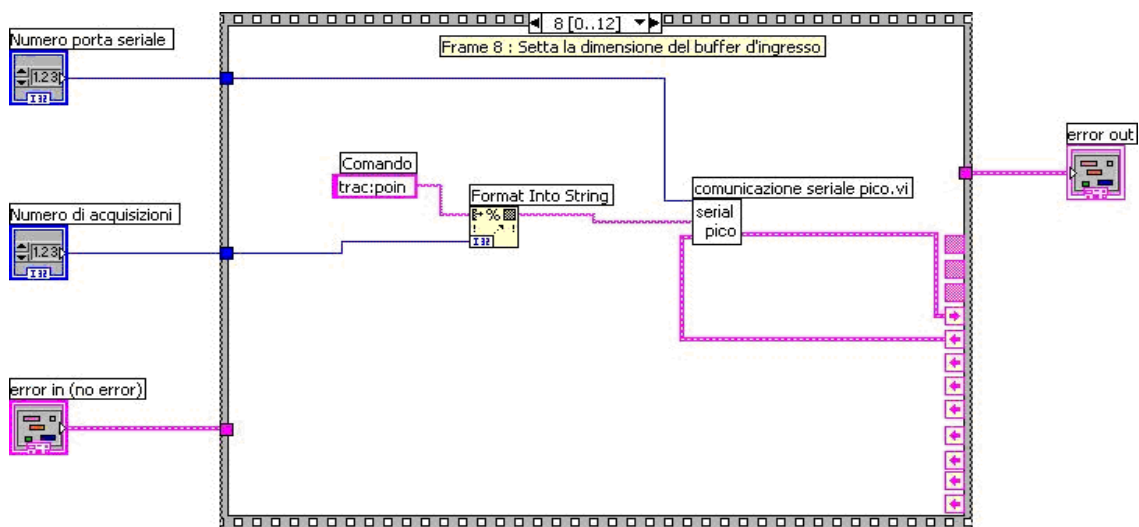 8 [0..12]
Frame 8 : Setta la dimensione del buffer d'ingresso
Numero porta seriale
1.23
I32
error out
Comando
trac:poin
Format Into String
%
I32
comunicazione seriale pico.vi
serial
pico
Numero di acquisizioni
1.23
I32
error in (no error)